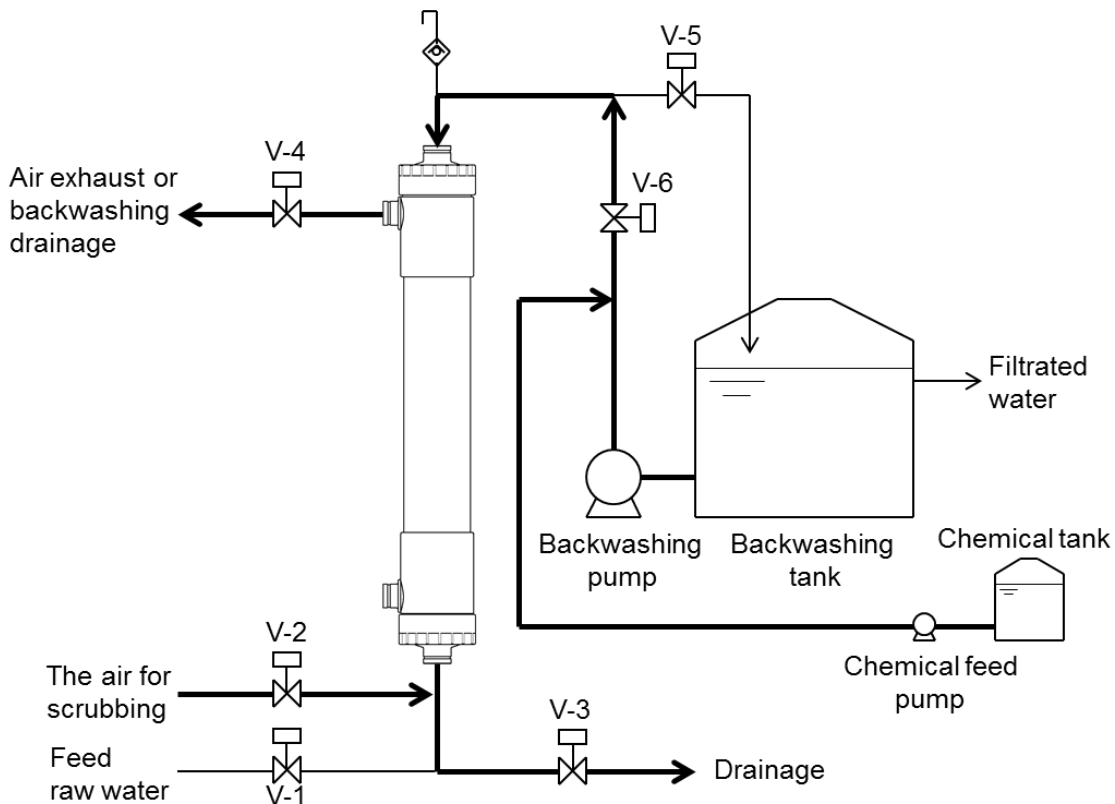 V-5
V-4
Air exhaust or
backwashing
drainage
V-6
Filtrated
water
Backwashing
pump
Backwashing
tank
Chemical tank
V-2
The air for
scrubbing
Chemical feed
pump
V-3
Feed
raw water
V-1
Drainage